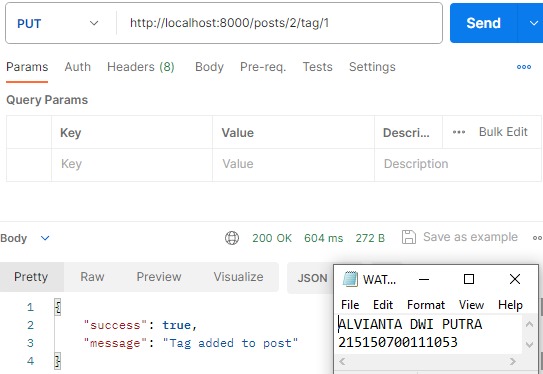 PUT http://localhost:8000/posts/2/tag/1 Send
Params Auth Headers (8) Body Pre-req. Tests Settings
Query Params
Key Value Descri... Bulk Edit
Key Value Description
Body 200 OK 604 ms 272 B Save as example
Pretty Raw Preview Visualize JSON
1 {
2 "success": true,
3 "message": "Tag added to post"
4 }
WAT...
File Edit Format View Help
ALVIANTA DWI PUTRA
215150700111053